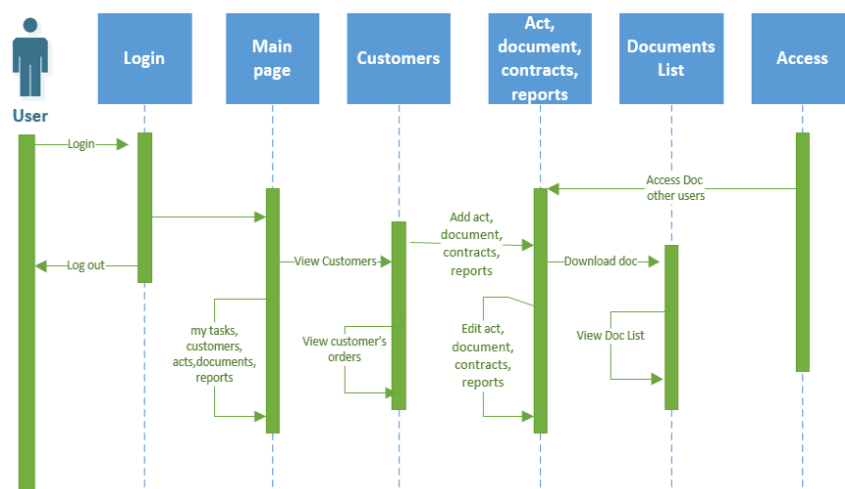 Login
Main
page
Customers
Act,
document,
contracts,
reports
Documents
List
Access
User
Login
Access Doc
other users
Add act,
document,
contracts,
reports
Log out
View Customers
Download doc
my tasks,
customers,
acts,documents,
reports
View customer's
orders
Edit act,
document,
contracts,
reports
View Doc List